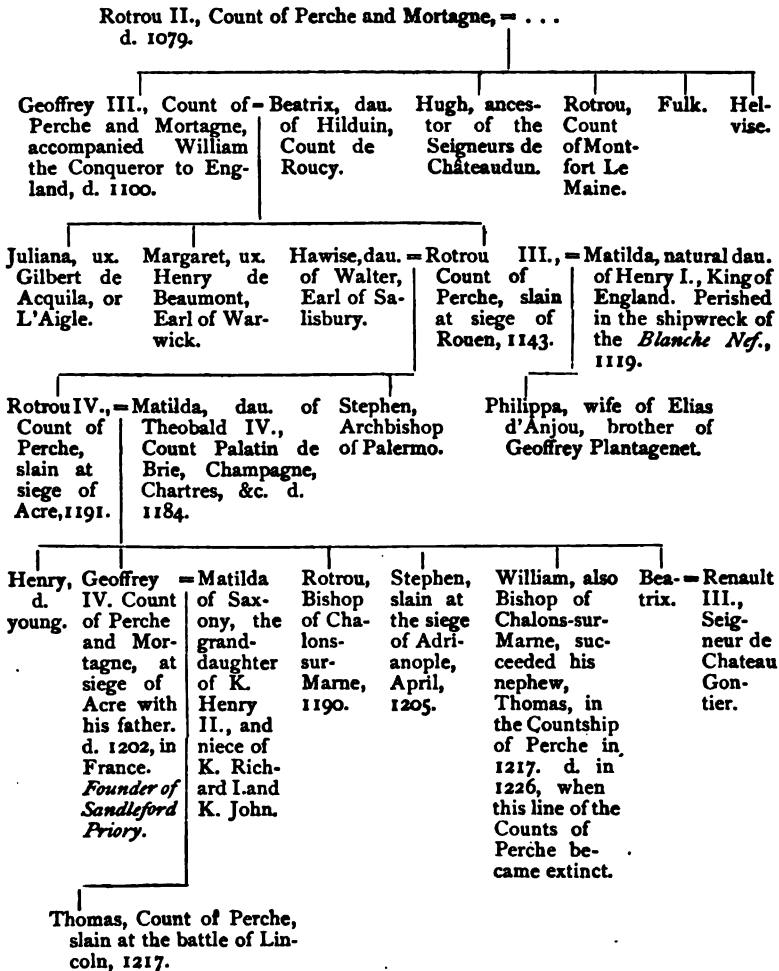 Rotrou II., Count of Perche and Mortagne, = . . .
d. 1079.
Geoffrey III., Count of
Perche and Mortagne,
accompanied William
the Conqueror to Eng-
land, d. 1100.
= Beatrix, dau.
of Hilduin,
Count de
Roucy.
Hugh, ances-
tor of the
Seigneurs de
Châteaudun.
Rotrou,
Count
of Mont-
fort Le
Maine.
Fulk.
Hel-
vise.
Juliana, ux.
Gilbert de
Acquila, or
L'Aigle.
Margaret, ux.
Henry de
Beaumont,
Earl of War-
wick.
Hawise, dau.
of Walter,
Earl of Sa-
lisbury.
= Rotrou III.,
Count of
Perche, slain
at siege of
Rouen, 1143.
= Matilda, natural dau.
of Henry I., King of
England. Perished
in the shipwreck of
the Blanche Nef.,
1119.
Rotrou IV.,
Count of
Perche,
slain at
siege of
Acre, 1191.
= Matilda, dau. of
Theobald IV.,
Count Palatin de
Brie, Champagne,
Chartres, &c. d.
1184.
Stephen,
Archbishop
of Palermo.
Philippa, wife of Elias
d'Anjou, brother of
Geoffrey Plantagenet.
Henry,
d.
young.
Geoffrey
IV. Count
of Perche
and Mor-
tagne, at
siege of
Acre with
his father.
d. 1202, in
France.
Founder of
Sandleford
Priory.
= Matilda
of Sax-
ony, the
grand-
daughter
of K.
Henry
II., and
niece of
K. Rich-
ard I. and
K. John.
Rotrou,
Bishop
of Cha-
lons-
sur-
Marne,
1190.
Stephen,
slain at
the siege
of Adri-
anople,
April,
1205.
William, also
Bishop of
Chalons-sur-
Marne, suc-
ceeded his
nephew,
Thomas, in
the Countship
of Perche in
1217. d. in
1226, when
this line of the
Counts of
Perche be-
came extinct.
Bea-
trix.
= Renault
III.,
Seig-
neur de
Chateau
Gon-
tier.
Thomas, Count of Perche,
slain at the battle of Lin-
coln, 1217.